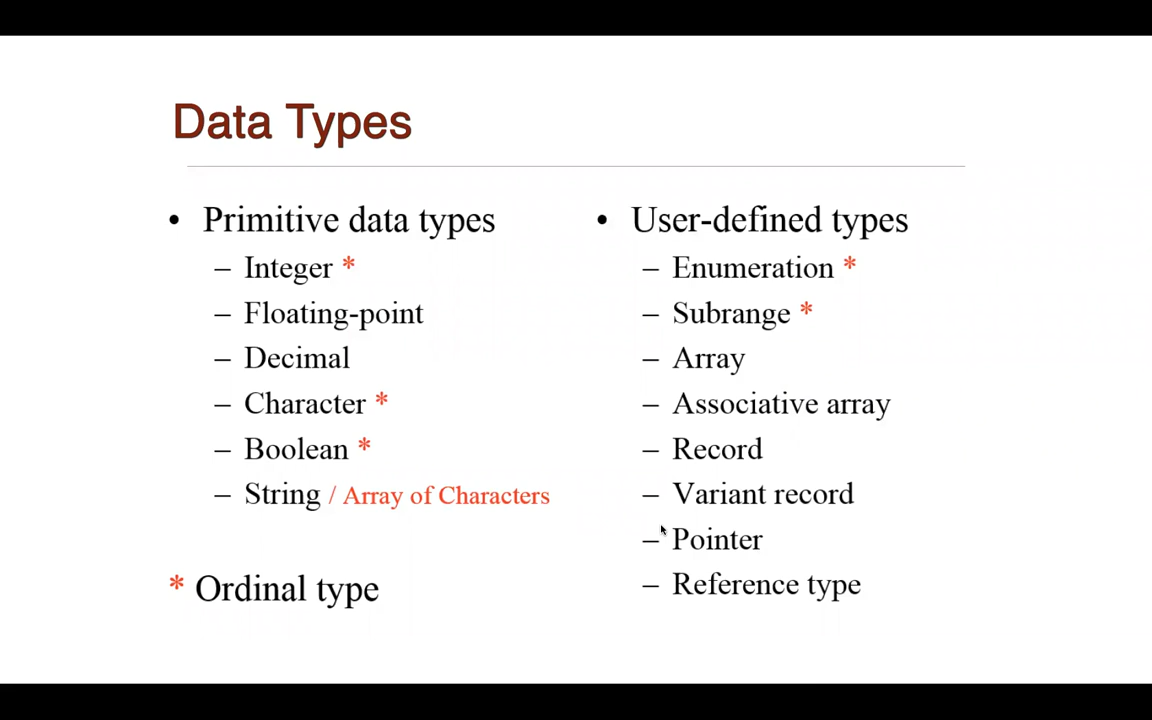 Data Types
• Primitive data types
– Integer *
– Floating-point
– Decimal
– Character *
– Boolean *
– String / Array of Characters
* Ordinal type
• User-defined types
– Enumeration *
– Subrange *
– Array
– Associative array
– Record
– Variant record
– Pointer
– Reference type